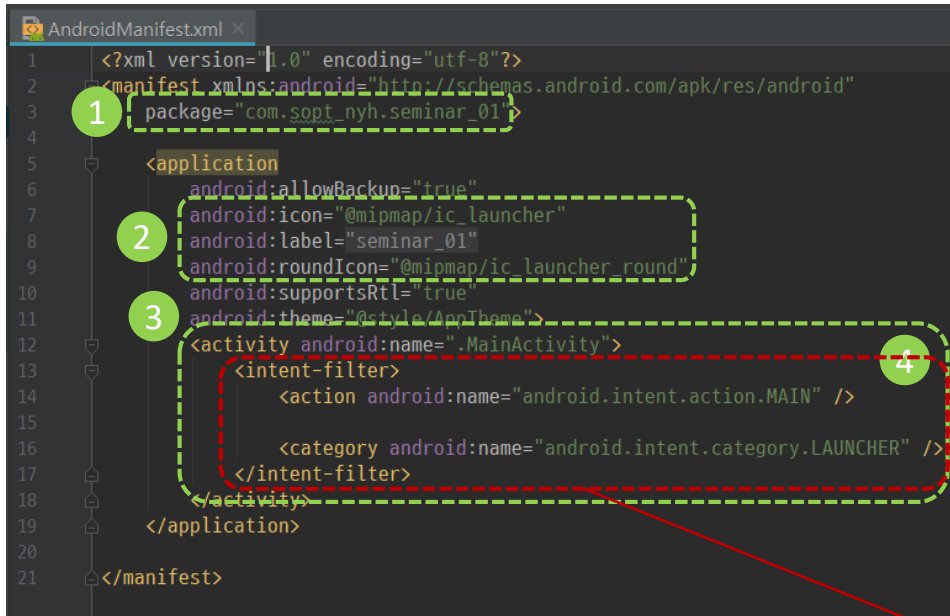 AndroidManifest.xml
1 <?xml version="1.0" encoding="utf-8"?>
2 <manifest xmlns:android="http://schemas.android.com/apk/res/android"
1
3 package="com.sopt_nyh.seminar_01">
4
5 <application
6 android:allowBackup="true"
7 android:icon="@mipmap/ic_launcher"
2
8 android:label="seminar_01"
9 android:roundIcon="@mipmap/ic_launcher_round"
10 android:supportsRtl="true"
3
11 android:theme="@style/AppTheme">
12 <activity android:name=".MainActivity">
4
13 <intent-filter>
14 <action android:name="android.intent.action.MAIN" />
15
16 <category android:name="android.intent.category.LAUNCHER" />
17 </intent-filter>
18 </activity>
19 </application>
20
21 </manifest>